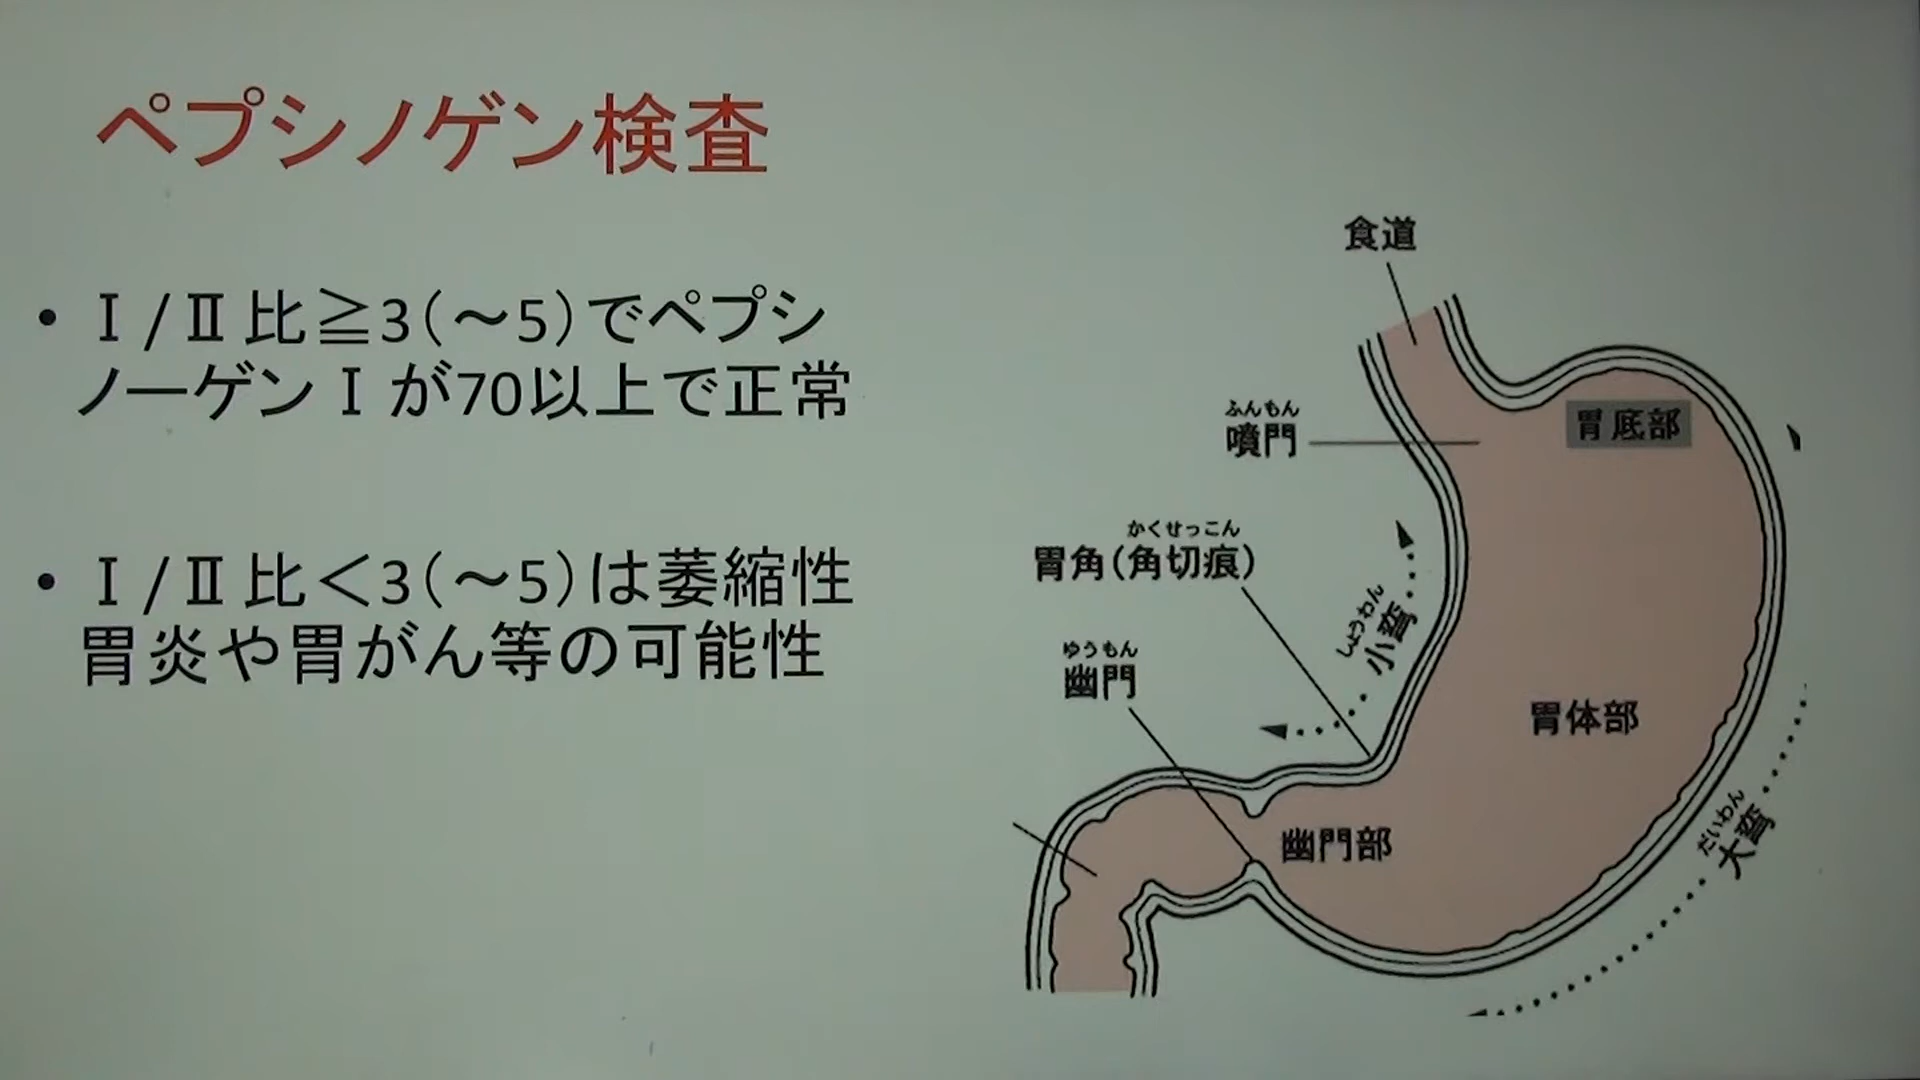 ペプシノゲン検査
• Ⅰ/Ⅱ比≧3(～5)でペプシ
ノーゲンⅠが70以上で正常
• Ⅰ/Ⅱ比＜3(～5)は萎縮性
胃炎や胃がん等の可能性
食道
ふんもん
噴門
胃底部
かくせっこん
胃角(角切痕)
しょうわん
小彎
ゆうもん
幽門
胃体部
幽門部
だいわん
大彎